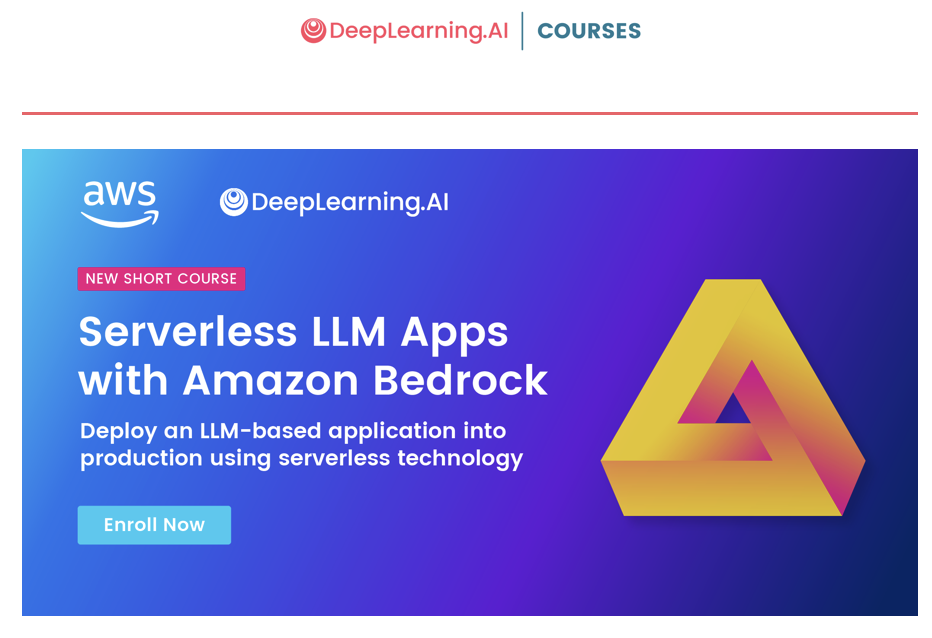 DeepLearning.AI COURSES
aws DeepLearning.AI
NEW SHORT COURSE
Serverless LLM Apps
with Amazon Bedrock
Deploy an LLM-based application into
production using serverless technology
Enroll Now